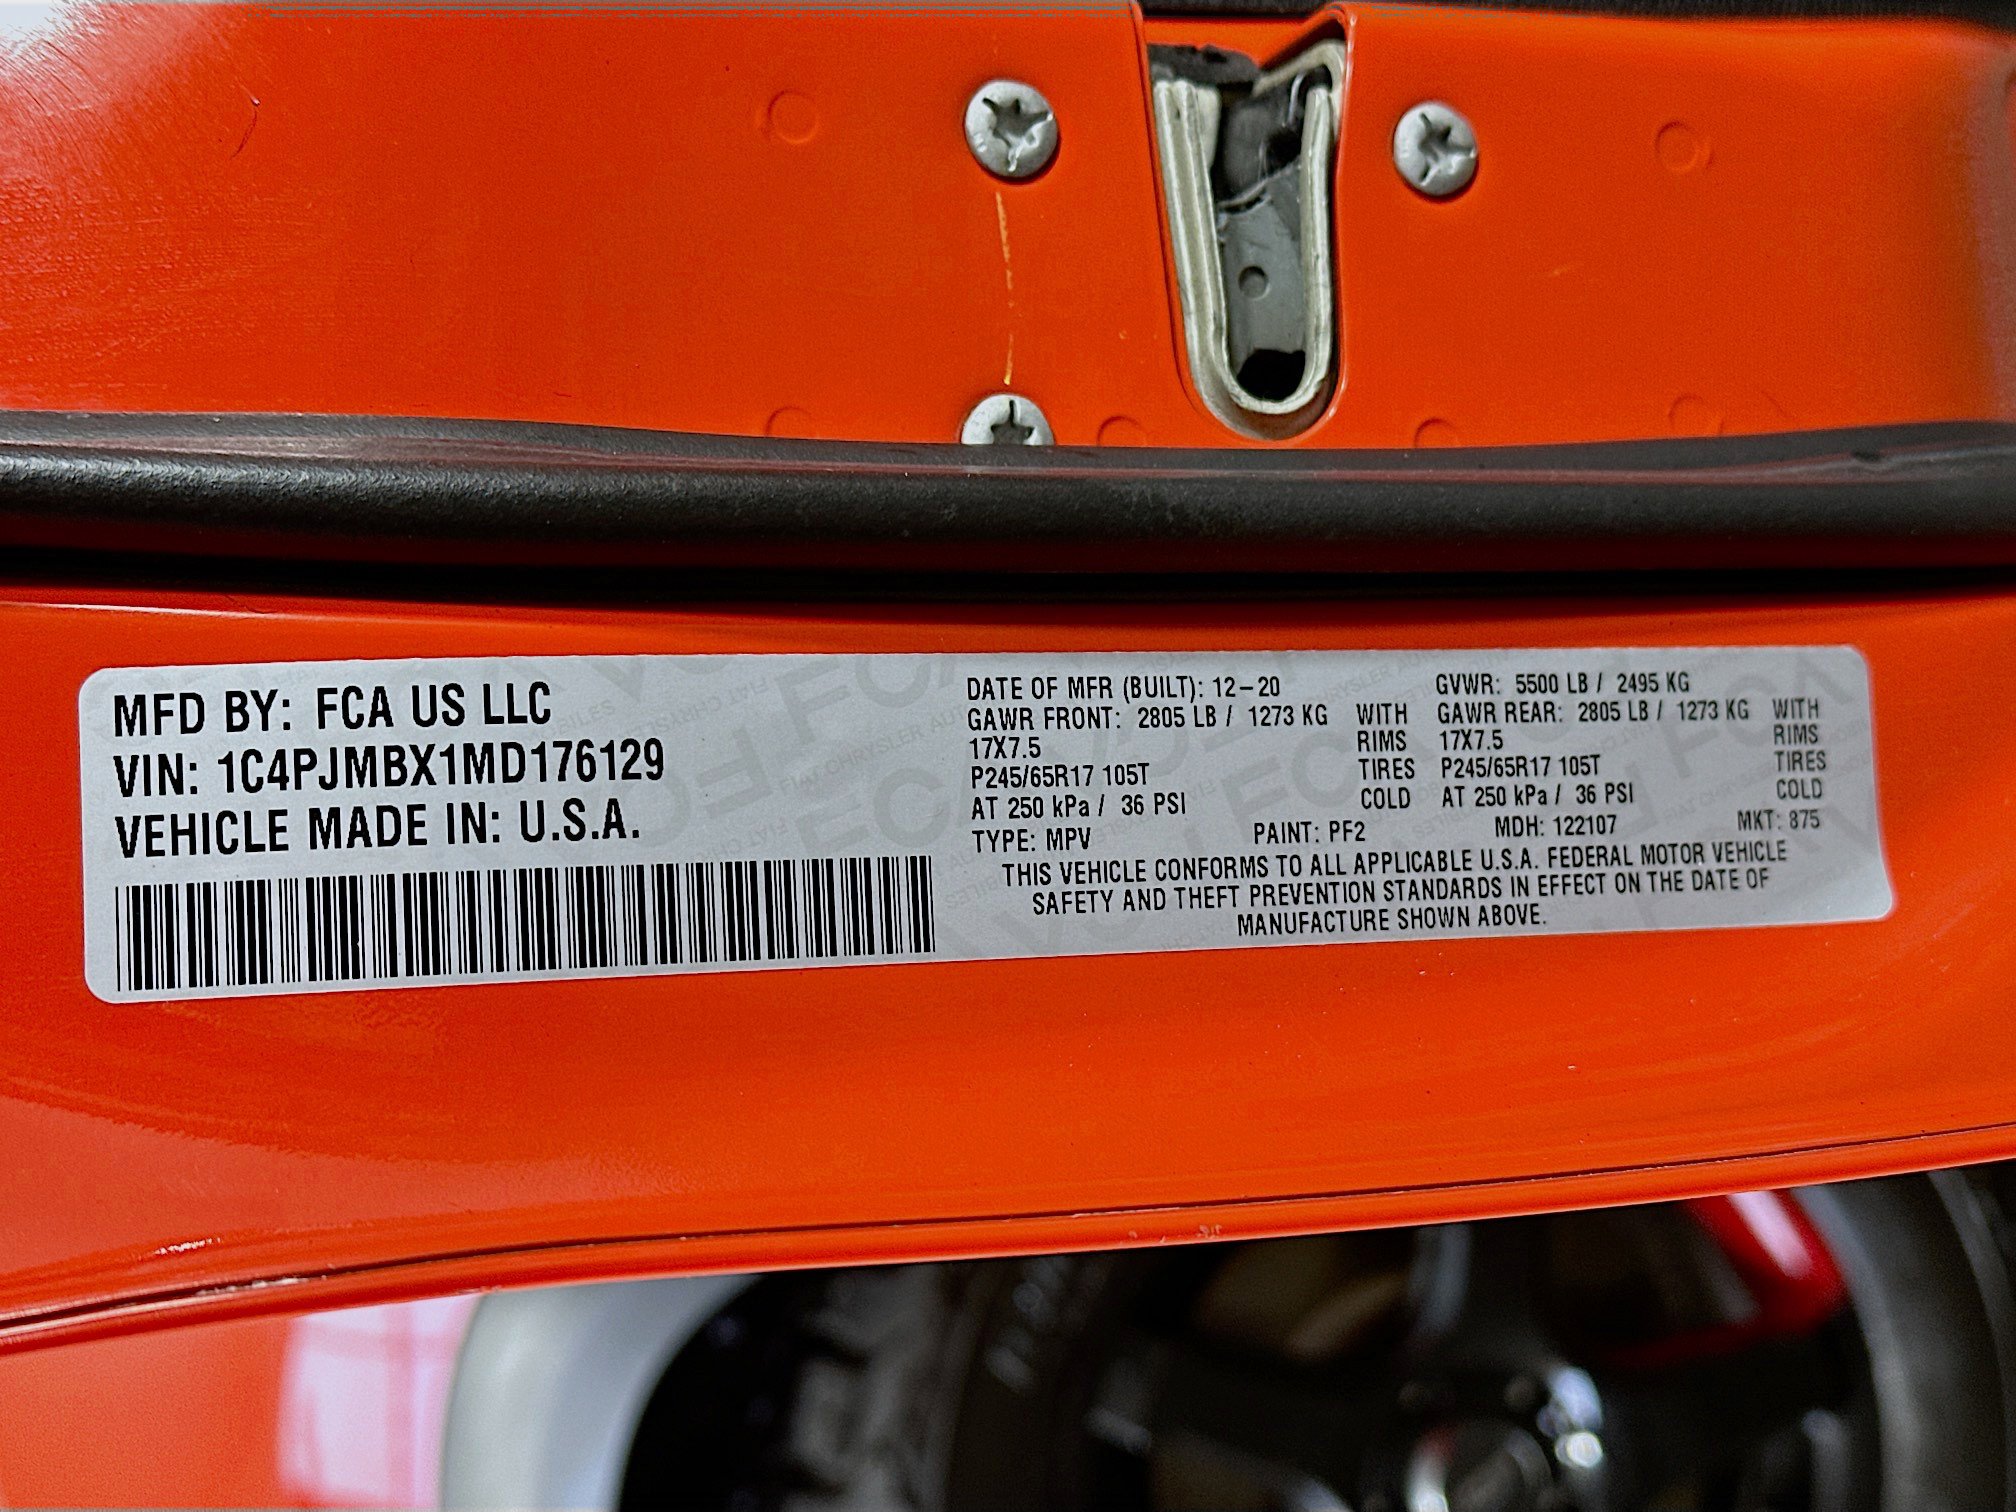 MFD BY: FCA US LLC
VIN: 1C4PJMBX1MD176129
VEHICLE MADE IN: U.S.A.
DATE OF MFR (BUILT): 12-20 GVWR: 5500 LB / 2495 KG
GAWR FRONT: 2805 LB / 1273 KG WITH GAWR REAR: 2805 LB / 1273 KG WITH
17X7.5 RIMS 17X7.5 RIMS
P245/65R17 105T TIRES P245/65R17 105T TIRES
AT 250 kPa / 36 PSI COLD AT 250 kPa / 36 PSI COLD
TYPE: MPV PAINT: PF2 MDH: 122107 MKT: 875
THIS VEHICLE CONFORMS TO ALL APPLICABLE U.S.A. FEDERAL MOTOR VEHICLE
SAFETY AND THEFT PREVENTION STANDARDS IN EFFECT ON THE DATE OF
MANUFACTURE SHOWN ABOVE.